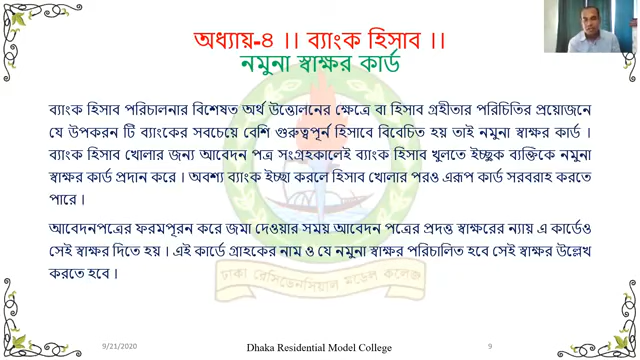 অধ্যায়-৪ ।। ব্যাংক হিসাব ।।
নমুনা স্বাক্ষর কার্ড
ব্যাংক হিসাব পরিচালনার বিশেষত অর্থ উত্তোলনের ক্ষেত্রে বা হিসাব গ্রহীতার পরিচিতির প্রয়োজনে
যে উপকরন টি ব্যাংকের সবচেয়ে বেশি গুরুত্বপূর্ন হিসাবে বিবেচিত হয় তাই নমুনা স্বাক্ষর কার্ড ।
ব্যাংক হিসাব খোলার জন্য আবেদন পত্র সংগ্রহকালেই ব্যাংক হিসাব খুলতে ইচ্ছুক ব্যক্তিকে নমুনা
স্বাক্ষর কার্ড প্রদান করে । অবশ্য ব্যাংক ইচ্ছা করলে হিসাব খোলার পরও এরূপ কার্ড সরবরাহ করতে
পারে ।
আবেদনপত্রের ফরমপূরন করে জমা দেওয়ার সময় আবেদন পত্রের প্রদত্ত স্বাক্ষরের ন্যায় এ কার্ডেও
সেই স্বাক্ষর দিতে হয় । এই কার্ডে গ্রাহকের নাম ও যে নমুনা স্বাক্ষর পরিচালিত হবে সেই স্বাক্ষর উল্লেখ
করতে হবে ।
ঢাকা রেসিডেনসিয়াল মডেল কলেজ
9/21/2020
Dhaka Residential Model College
9